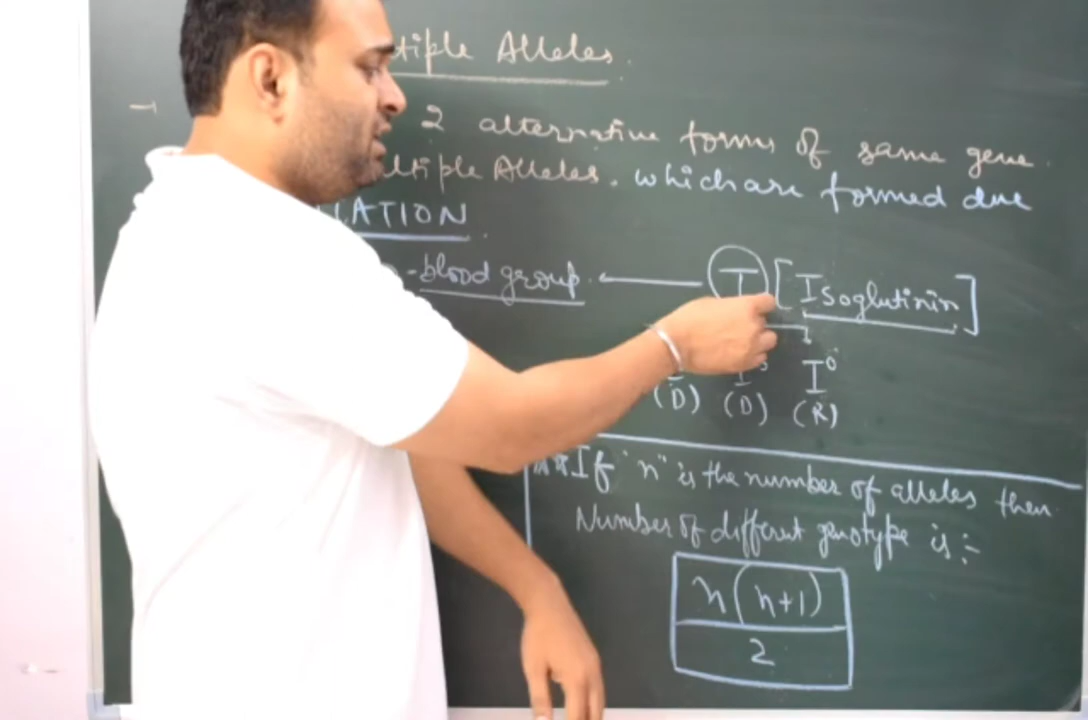 tiple Alleles.
2 alternative forms of same gene.
ltiple Alleles. which are formed due
ATION.
- blood group. I [Isoglutinin]
I⁰
(D) (D) (R)
**If "n" is the number of alleles then
Number of different genotype is :-
n(n+1)
2